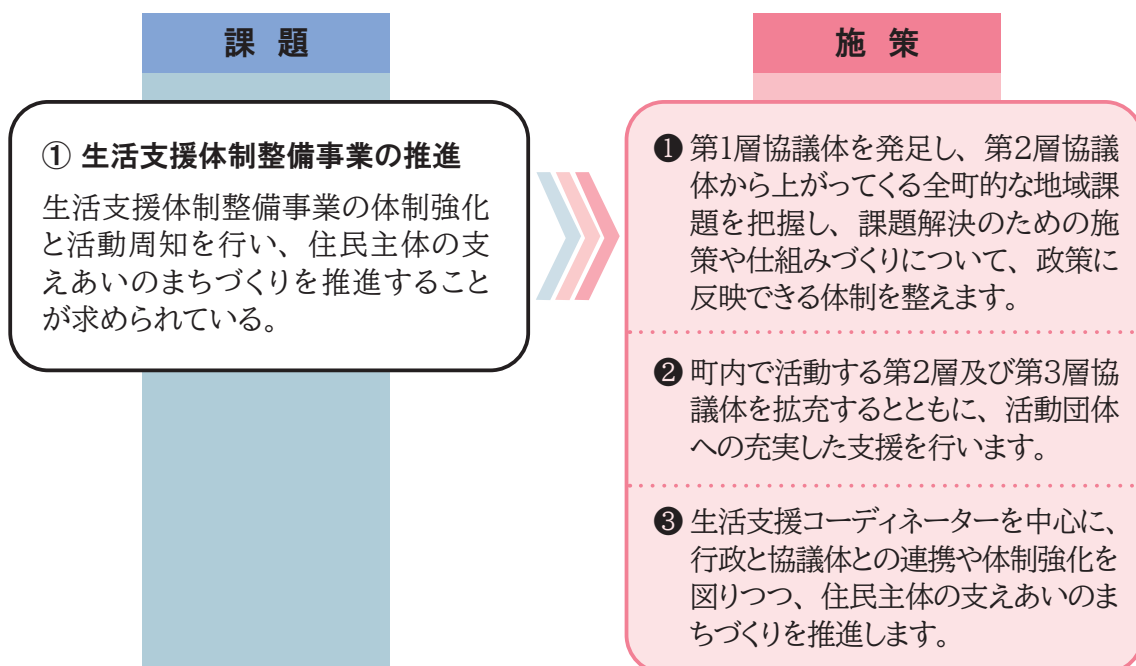 課題
① 生活支援体制整備事業の推進
生活支援体制整備事業の体制強化
と活動周知を行い、住民主体の支
えあいのまちづくりを推進すること
が求められている。
施策
❶ 第1層協議体を発足し、第2層協議
体から上がってくる全町的な地域課
題を把握し、課題解決のための施
策や仕組みづくりについて、政策に
反映できる体制を整えます。
❷ 町内で活動する第2層及び第3層協
議体を拡充するとともに、活動団体
への充実した支援を行います。
❸ 生活支援コーディネーターを中心に、
行政と協議体との連携や体制強化を
図りつつ、住民主体の支えあいのま
ちづくりを推進します。